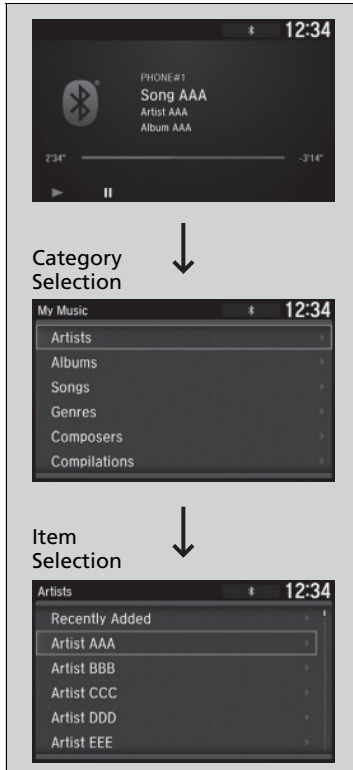 12:34
PHONE#1
Song AAA
Artist AAA
Album AAA
2'34" -3'14"
Category
Selection
My Music 12:34
Artists
Albums
Songs
Genres
Composers
Compilations
Item
Selection
Artists 12:34
Recently Added
Artist AAA
Artist BBB
Artist CCC
Artist DDD
Artist EEE